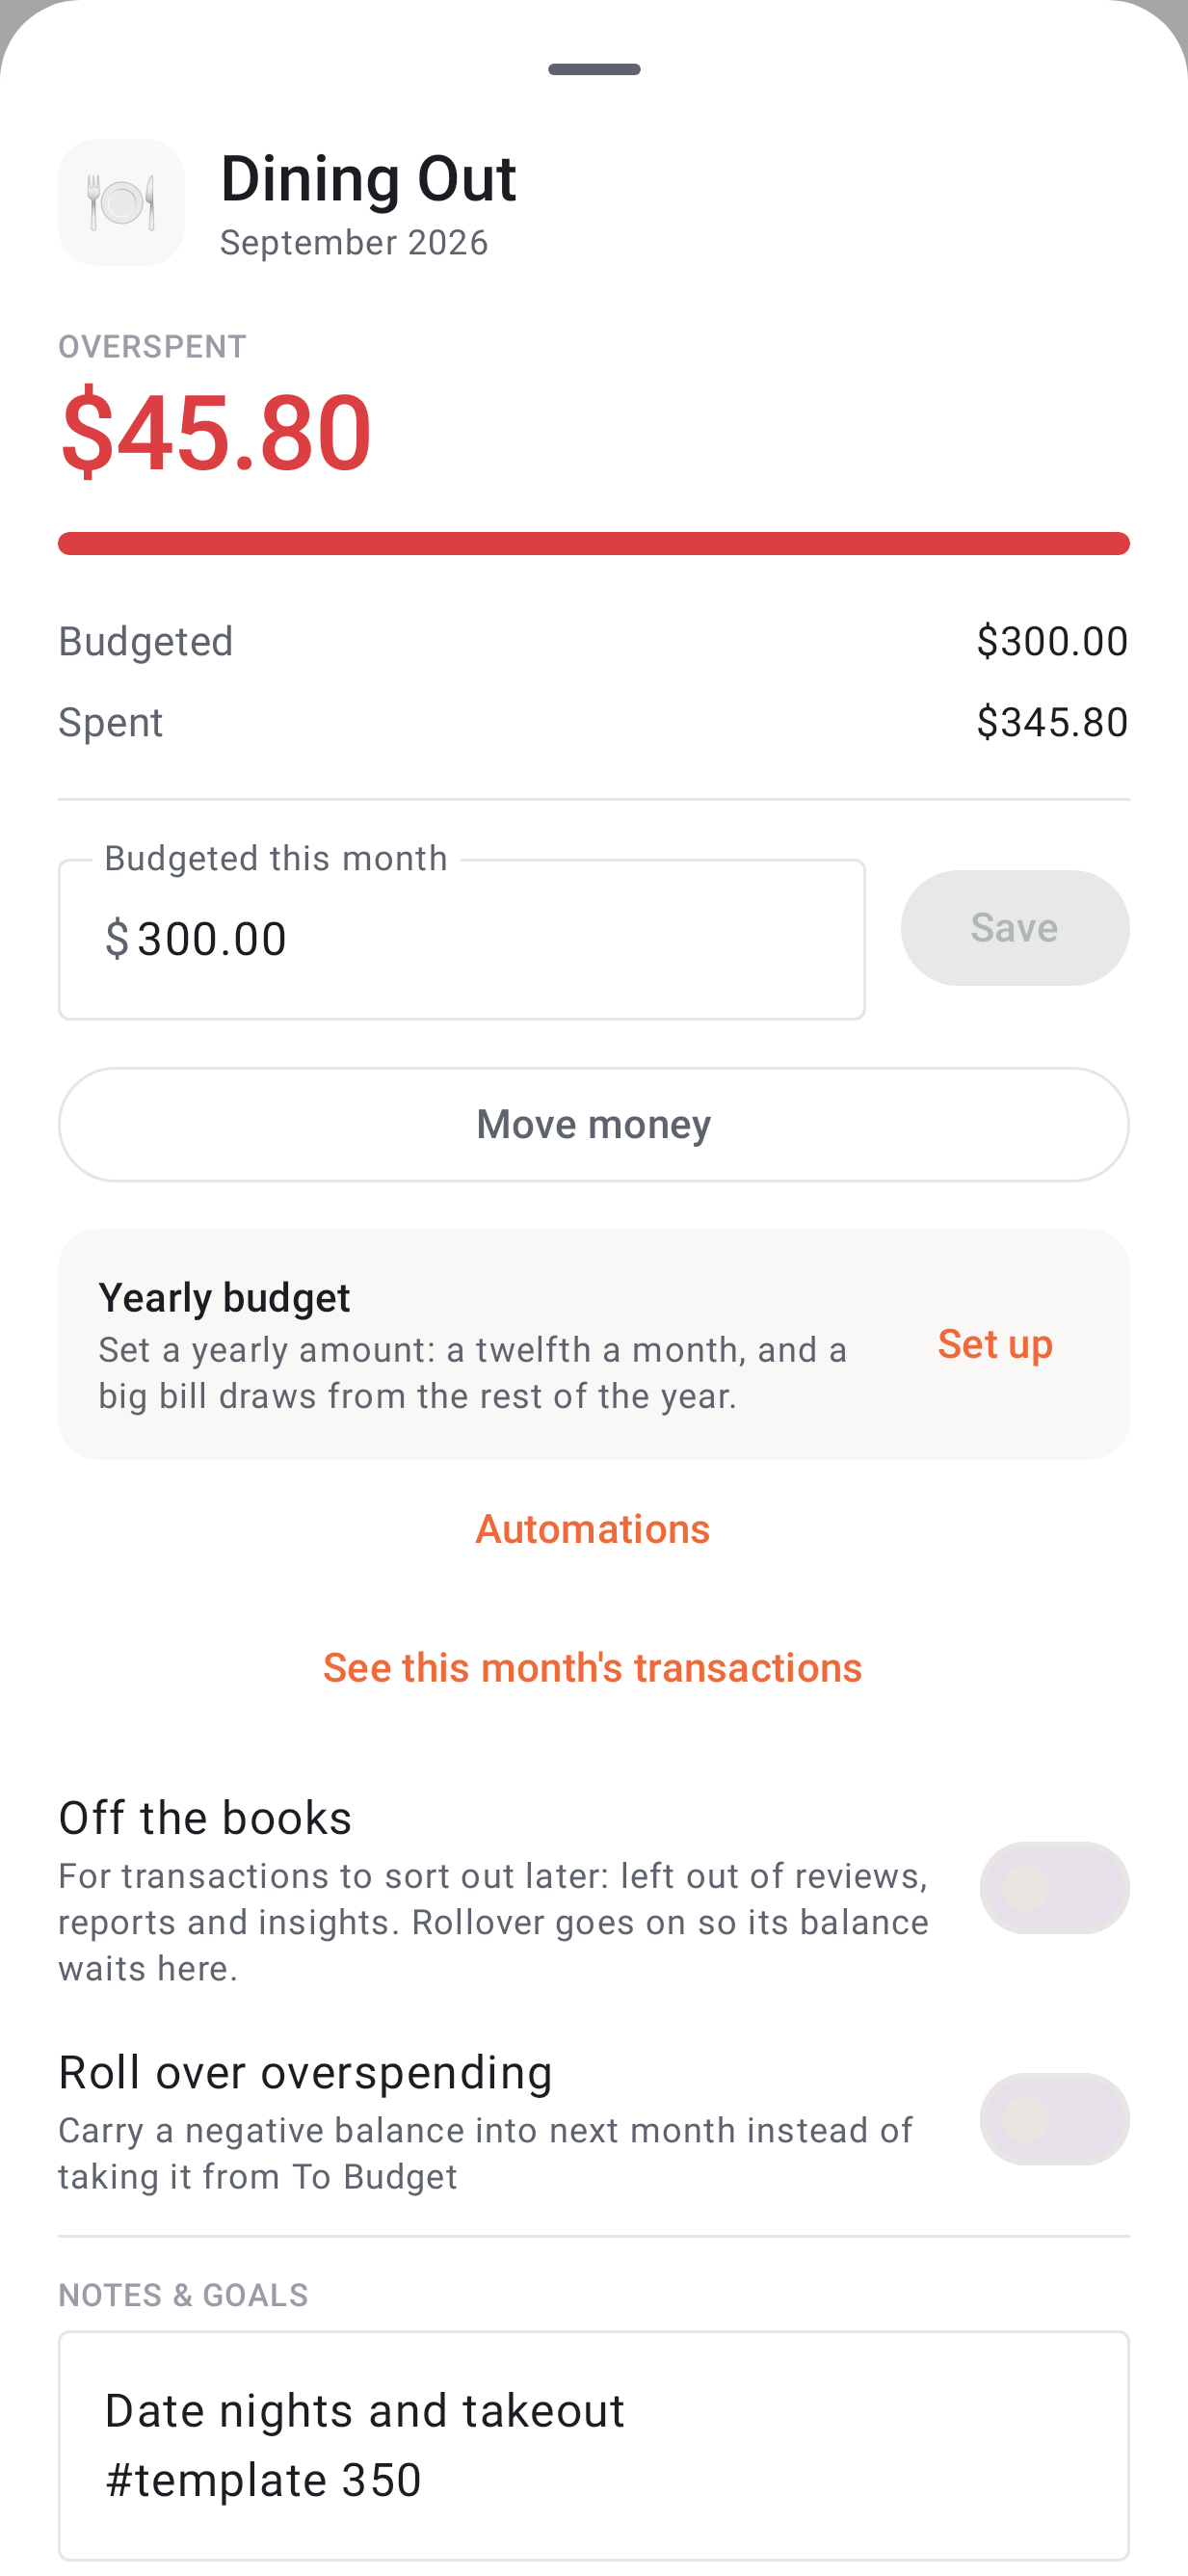 Dining Out
September 2026
OVERSPENT
$45.80
Budgeted $300.00
Spent $345.80
Budgeted this month
$ 300.00
Save
Move money
Yearly budget
Set a yearly amount: a twelfth a month, and a
big bill draws from the rest of the year.
Set up
Automations
See this month's transactions
Off the books
For transactions to sort out later: left out of reviews,
reports and insights. Rollover goes on so its balance
waits here.
Roll over overspending
Carry a negative balance into next month instead of
taking it from To Budget
NOTES & GOALS
Date nights and takeout
#template 350